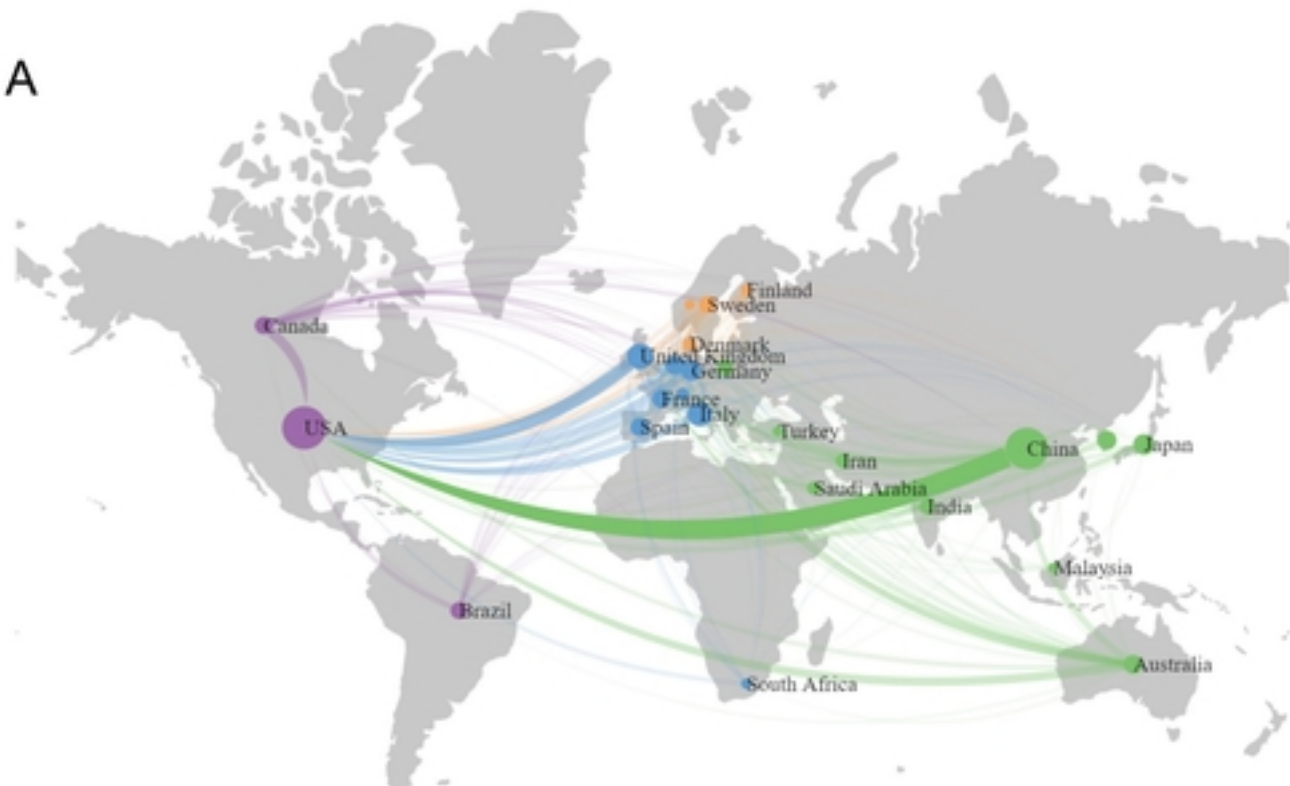 A
Finland
Sweden
Canada
Denmark
United Kingdom
Germany
France
Italy
USA
Spain
Turkey
China
Japan
Iran
Saudi Arabia
India
Malaysia
Brazil
Australia
South Africa